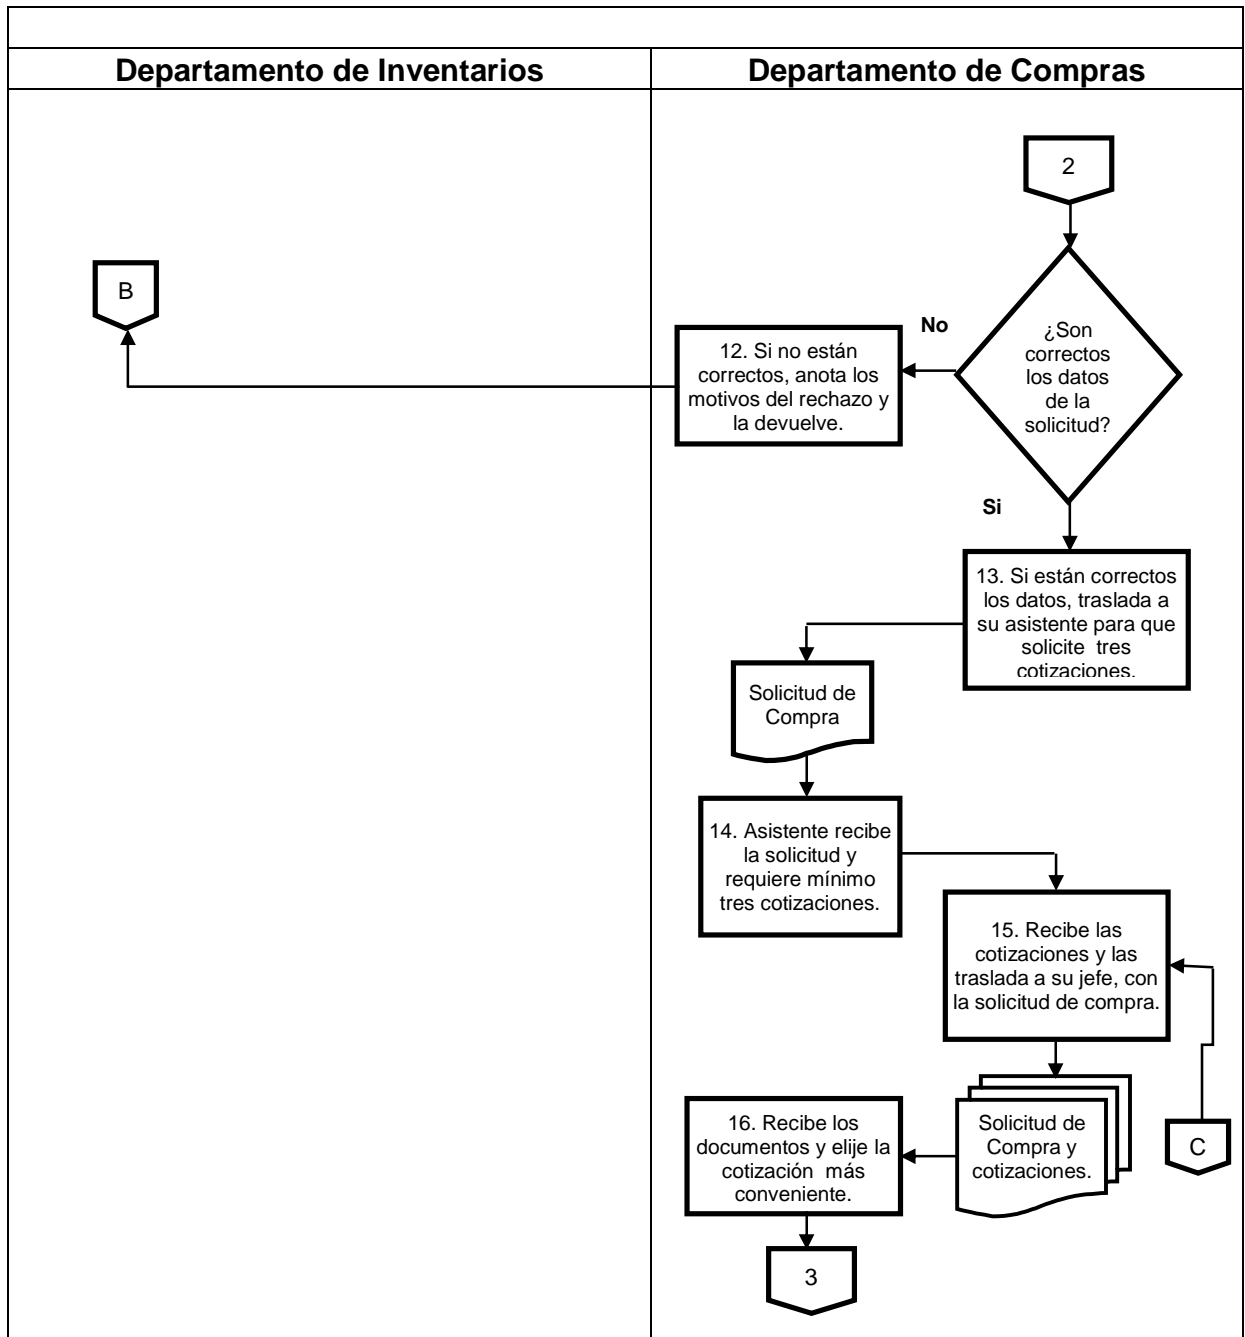 Departamento de Inventarios
Departamento de Compras
2
B
No
¿Son
correctos
los datos
de la
solicitud?
12. Si no están
correctos, anota los
motivos del rechazo y
la devuelve.
Si
13. Si están correctos
los datos, traslada a
su asistente para que
solicite tres
cotizaciones.
Solicitud de
Compra
14. Asistente recibe
la solicitud y
requiere mínimo
tres cotizaciones.
15. Recibe las
cotizaciones y las
traslada a su jefe, con
la solicitud de compra.
Solicitud de
Compra y
cotizaciones.
C
16. Recibe los
documentos y elije la
cotización más
conveniente.
3